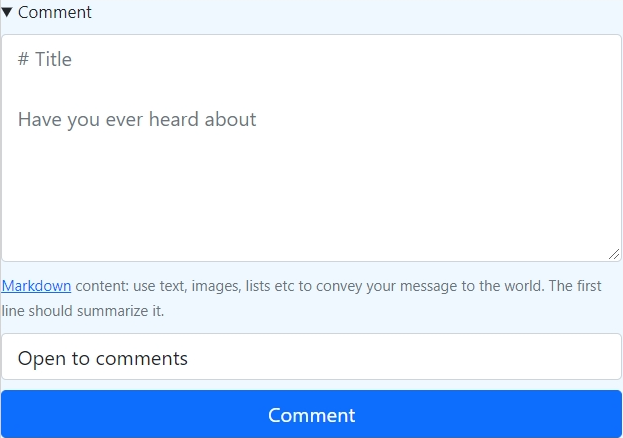 ▼ Comment
# Title
Have you ever heard about
Markdown content: use text, images, lists etc to convey your message to the world. The first
line should summarize it.
Open to comments
Comment